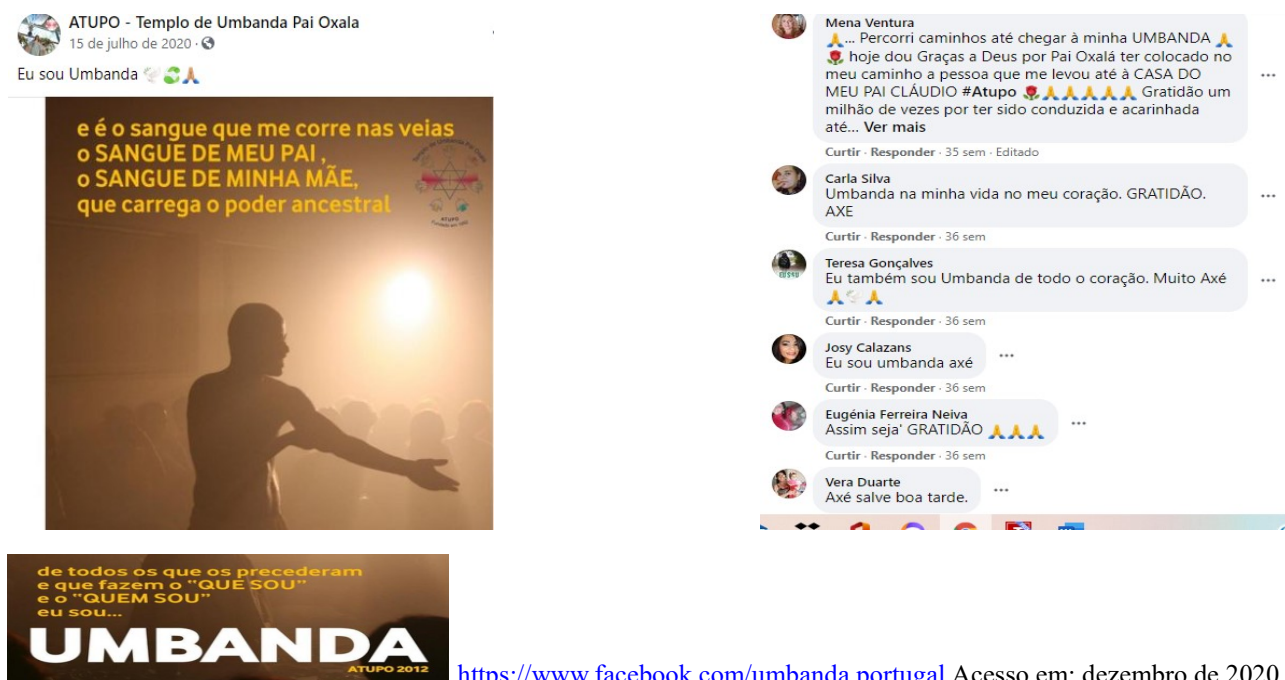 ATUPO - Templo de Umbanda Pai Oxala
15 de julho de 2020 ·
Eu sou Umbanda 🕊️♻️🙏🏽
e é o sangue que me corre nas veias
o SANGUE DE MEU PAI ,
o SANGUE DE MINHA MÃE,
que carrega o poder ancestral
Templo de Umbanda Pai Oxalá
ATUPO
de todos os que os precederam
e que fazem o "QUE SOU"
e o "QUEM SOU"
eu sou...
UMBANDA
ATUPO 2012
Mena Ventura
🙏... Percorri caminhos até chegar à minha UMBANDA 🙏
🌹 hoje dou Graças a Deus por Pai Oxalá ter colocado no
meu caminho a pessoa que me levou até à CASA DO
MEU PAI CLÁUDIO #Atupo 🌹🙏🙏🙏🙏🙏 Gratidão um
milhão de vezes por ter sido conduzida e acarinhada
até... Ver mais
Curtir · Responder · 35 sem · Editado
Carla Silva
Umbanda na minha vida no meu coração. GRATIDÃO.
AXE
Curtir · Responder · 36 sem
Teresa Gonçalves
Eu também sou Umbanda de todo o coração. Muito Axé
🙏🕊️🙏
Curtir · Responder · 36 sem
Josy Calazans
Eu sou umbanda axé
Curtir · Responder · 36 sem
Eugénia Ferreira Neiva
Assim seja' GRATIDÃO 🙏🙏🙏
Curtir · Responder · 36 sem
Vera Duarte
Axé salve boa tarde.
https://www.facebook.com/umbanda.portugal Acesso em: dezembro de 2020